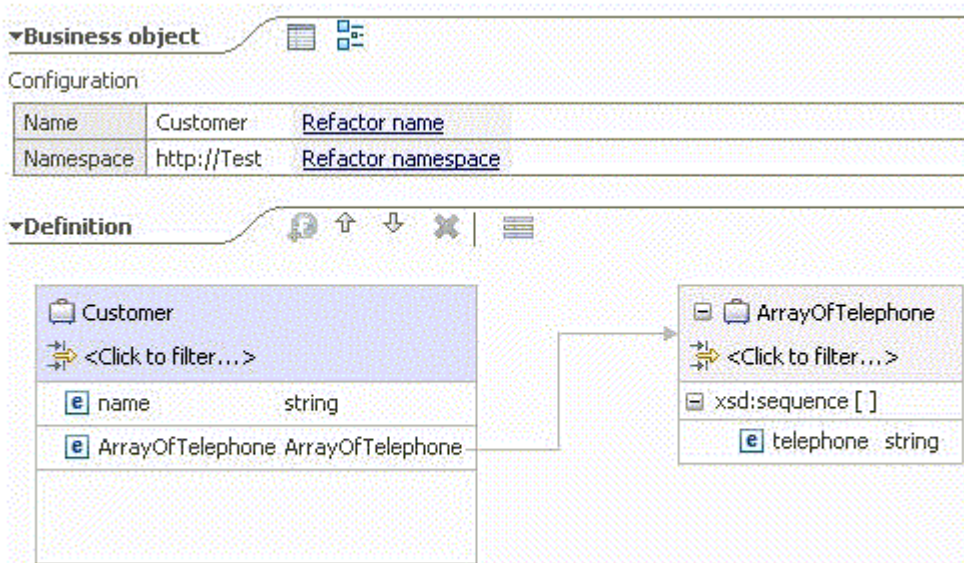 Business object
Configuration
Name Customer Refactor name
Namespace http://Test Refactor namespace
Definition
Customer
<Click to filter...>
e name string
e ArrayOfTelephone ArrayOfTelephone
ArrayOfTelephone
<Click to filter...>
xsd:sequence [ ]
e telephone string